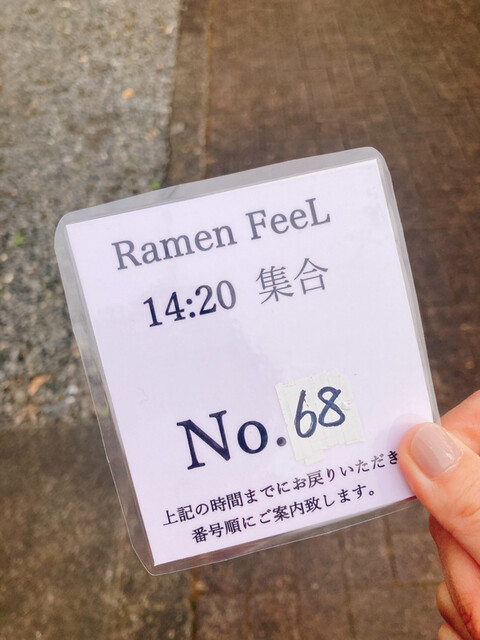 Ramen FeeL
14:20 集合
No.68
上記の時間までにお戻りいただき
番号順にご案内致します。